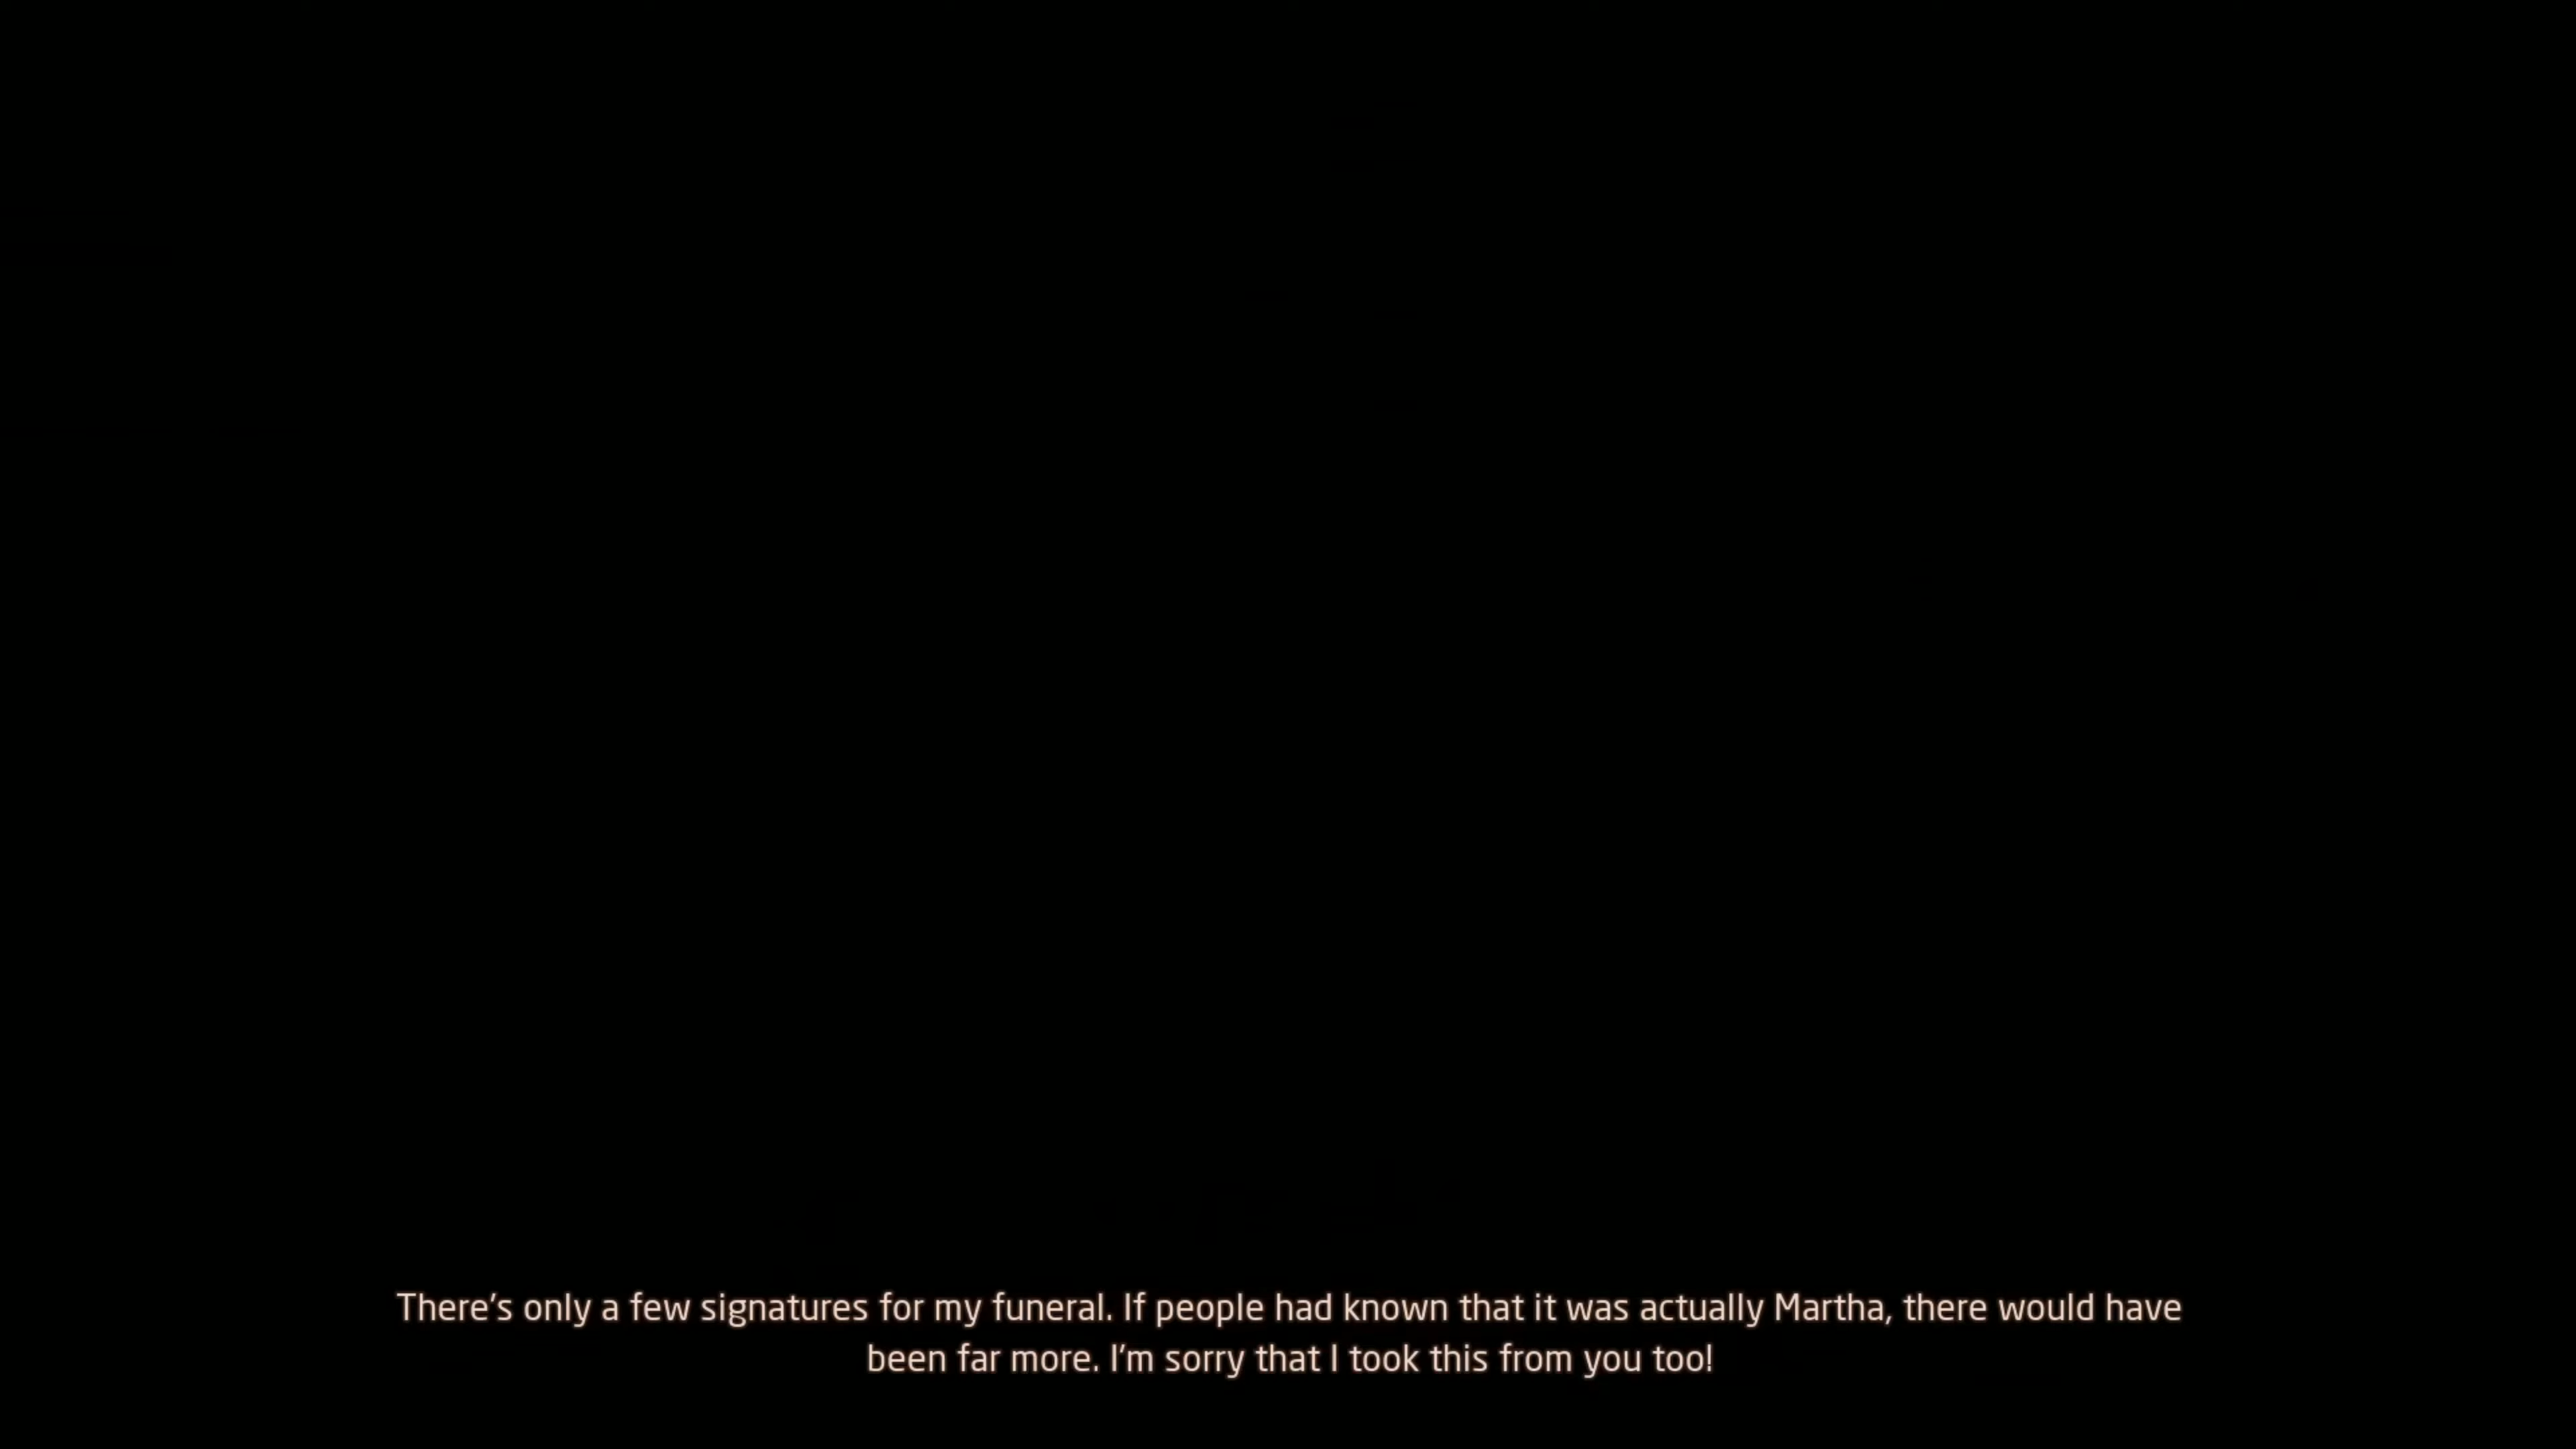 There's only a few signatures for my funeral. If people had known that it was actually Martha, there would have
been far more. I'm sorry that I took this from you too!